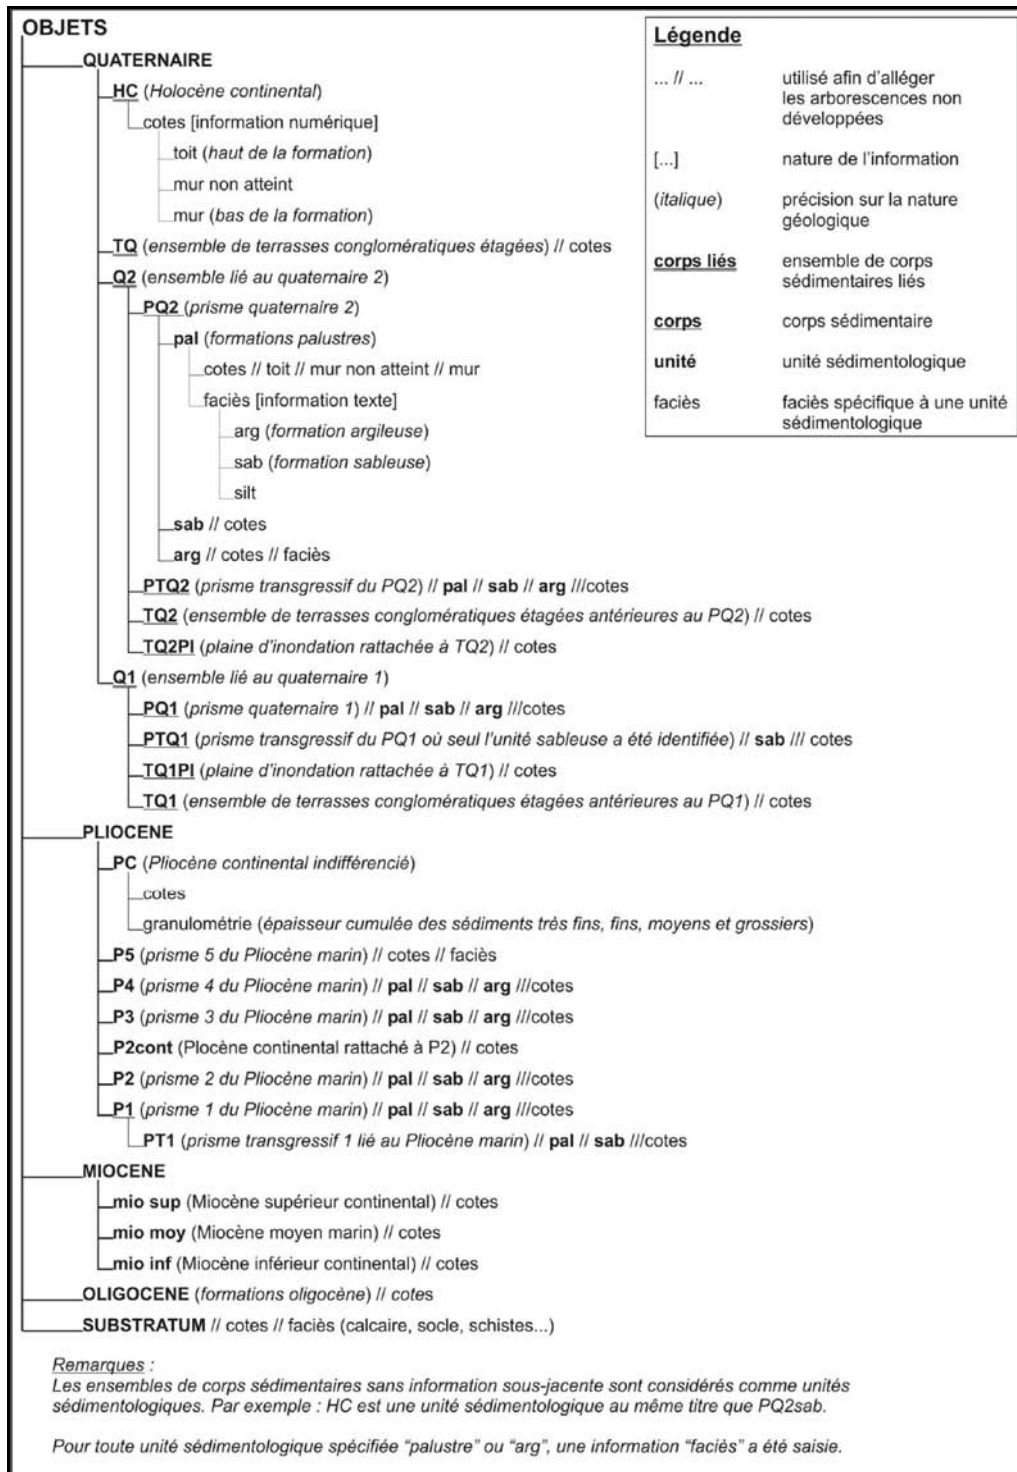 OBJETS
QUATERNAIRE
HC (Holocène continental)
cotes [information numérique]
toit (haut de la formation)
mur non atteint
mur (bas de la formation)
TQ (ensemble de terrasses conglomératiques étagées) // cotes
Q2 (ensemble lié au quaternaire 2)
PQ2 (prisme quaternaire 2)
pal (formations palustres)
cotes // toit // mur non atteint // mur
faciès [information texte]
arg (formation argileuse)
sab (formation sableuse)
silt
sab // cotes
arg // cotes // faciès
PTQ2 (prisme transgressif du PQ2) // pal // sab // arg ///cotes
TQ2 (ensemble de terrasses conglomératiques étagées antérieures au PQ2) // cotes
TQ2PI (plaine d'inondation rattachée à TQ2) // cotes
Q1 (ensemble lié au quaternaire 1)
PQ1 (prisme quaternaire 1) // pal // sab // arg ///cotes
PTQ1 (prisme transgressif du PQ1 où seul l'unité sableuse a été identifiée) // sab /// cotes
TQ1PI (plaine d'inondation rattachée à TQ1) // cotes
TQ1 (ensemble de terrasses conglomératiques étagées antérieures au PQ1) // cotes
PLIOCENE
PC (Pliocène continental indifférencié)
cotes
granulométrie (épaisseur cumulée des sédiments très fins, fins, moyens et grossiers)
P5 (prisme 5 du Pliocène marin) // cotes // faciès
P4 (prisme 4 du Pliocène marin) // pal // sab // arg ///cotes
P3 (prisme 3 du Pliocène marin) // pal // sab // arg ///cotes
P2cont (Plocène continental rattaché à P2) // cotes
P2 (prisme 2 du Pliocène marin) // pal // sab // arg ///cotes
P1 (prisme 1 du Pliocène marin) // pal // sab // arg ///cotes
PT1 (prisme transgressif 1 lié au Pliocène marin) // pal // sab ///cotes
MIOCENE
mio sup (Miocène supérieur continental) // cotes
mio moy (Miocène moyen marin) // cotes
mio inf (Miocène inférieur continental) // cotes
OLIGOCENE (formations oligocène) // cotes
SUBSTRATUM // cotes // faciès (calcaire, socle, schistes...)
Légende
... // ... utilisé afin d'alléger
les arborescences non
développées
[...] nature de l'information
(italique) précision sur la nature
géologique
corps liés ensemble de corps
sédimentaires liés
corps corps sédimentaire
unité unité sédimentologique
faciès faciès spécifique à une unité
sédimentologique
Remarques :
Les ensembles de corps sédimentaires sans information sous-jacente sont considérés comme unités
sédimentologiques. Par exemple : HC est une unité sédimentologique au même titre que PQ2sab.
Pour toute unité sédimentologique spécifiée "palustre" ou "arg", une information "faciès" a été saisie.